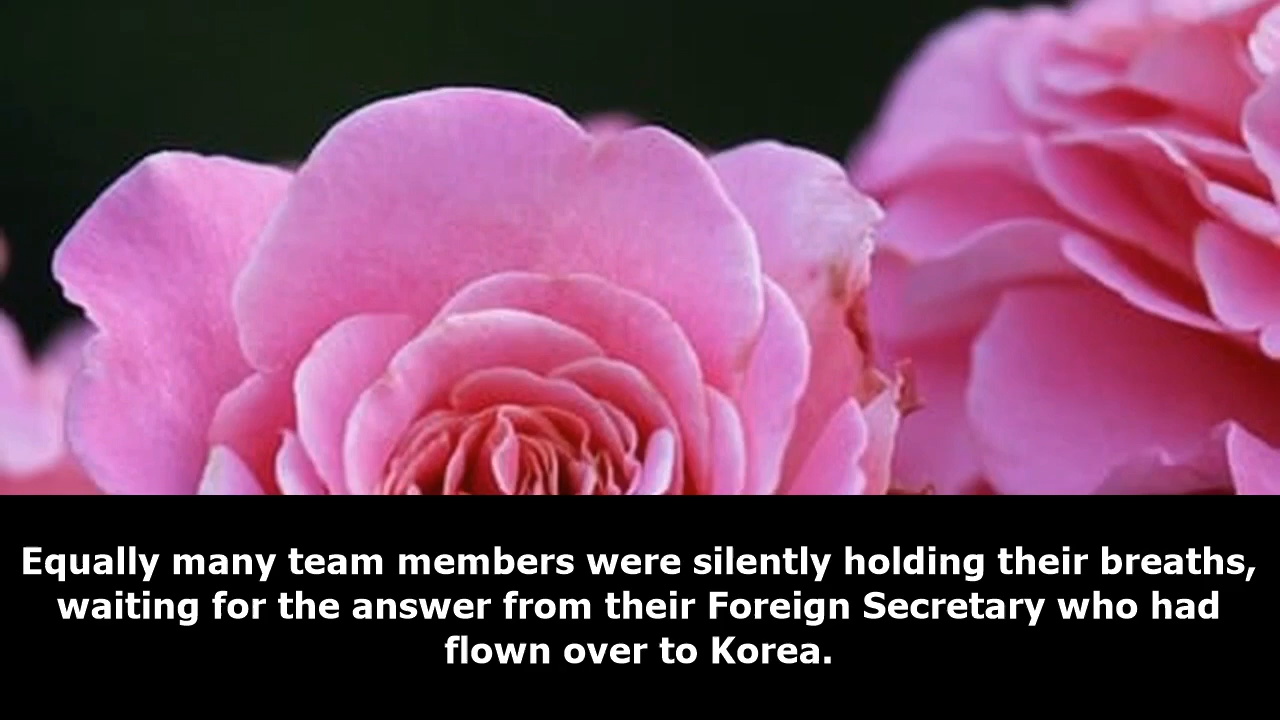 Equally many team members were silently holding their breaths,
waiting for the answer from their Foreign Secretary who had
flown over to Korea.